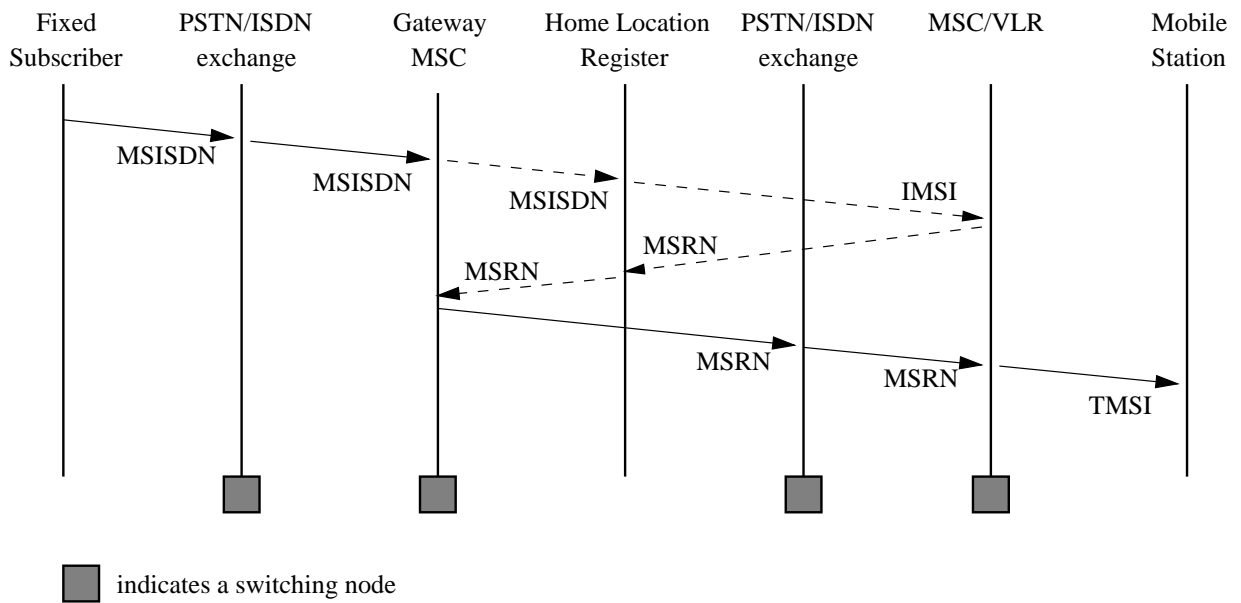 Fixed
Subscriber
PSTN/ISDN
exchange
Gateway
MSC
Home Location
Register
PSTN/ISDN
exchange
MSC/VLR
Mobile
Station
MSISDN
MSISDN
MSISDN
IMSI
MSRN
MSRN
MSRN
MSRN
TMSI
indicates a switching node